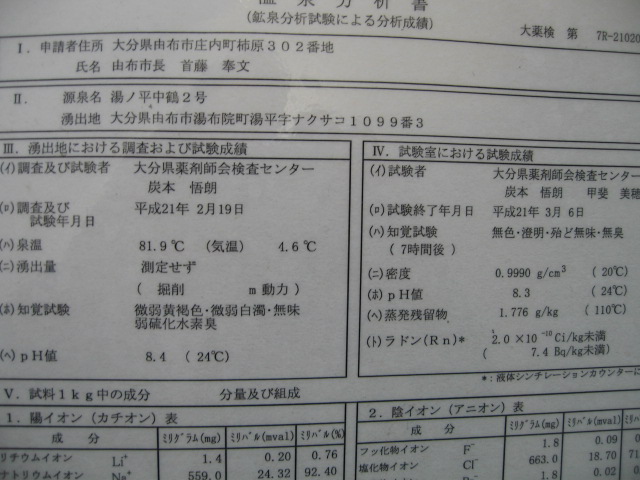 温泉分析書
(鉱泉分析試験による分析成績)
大薬検 第 7R-21020
Ⅰ．申請者住所 大分県由布市庄内町柿原３０２番地
氏名 由布市長 首藤 奉文
Ⅱ． 源泉名 湯ノ平中鶴２号
湧出地 大分県由布市湯布院町湯平字ナクサコ１０９９番３
Ⅲ．湧出地における調査および試験成績
(ｲ)調査及び試験者 大分県薬剤師会検査センター
炭本 悟朗
(ﾛ)調査及び
試験年月日 平成21年 2月19日
(ﾊ)泉温 81.9℃ （気温） 4.6℃
(ﾆ)湧出量 測定せず
（ 掘削 ｍ動力）
(ﾎ)知覚試験 微弱黄褐色・微弱白濁・無味
弱硫化水素臭
(ﾍ)ｐH値 8.4 （24℃）
Ⅳ．試験室における試験成績
(ｲ)試験者 大分県薬剤師会検査センター
炭本 悟朗 甲斐 美穂
(ﾛ)試験終了年月日 平成21年 3月 6日
(ﾊ)知覚試験 無色・澄明・殆ど無味・無臭
（７時間後）
(ﾆ)密度 0.9990 g/cm³ （20℃）
(ﾎ)ｐH値 8.3 （24℃）
(ﾍ)蒸発残留物 1.776 g/kg （110℃）
(ﾄ)ラドン(Ｒn)＊ 2.0 ×10⁻¹⁰ Ci/kg未満
（ 7.4 Bq/kg未満）
＊：液体シンチレーションカウンターに
Ⅴ．試料１ｋｇ中の成分 分量及び組成
１．陽イオン（カチオン）表
成 分 ﾐﾘｸﾞﾗﾑ(mg) ﾐﾘﾊﾞﾙ(mval) ﾐﾘﾊﾞﾙ(%)
リチウムイオン Li⁺ 1.4 0.20 0.76
ナトリウムイオン Na⁺ 559.0 24.32 92.40
２．陰イオン（アニオン）表
成 分 ﾐﾘｸﾞﾗﾑ(mg) ﾐﾘﾊﾞﾙ(mval)
フッ化物イオン F⁻ 1.8 0.09
塩化物イオン Cl⁻ 663.0 18.70
1.8 0.02